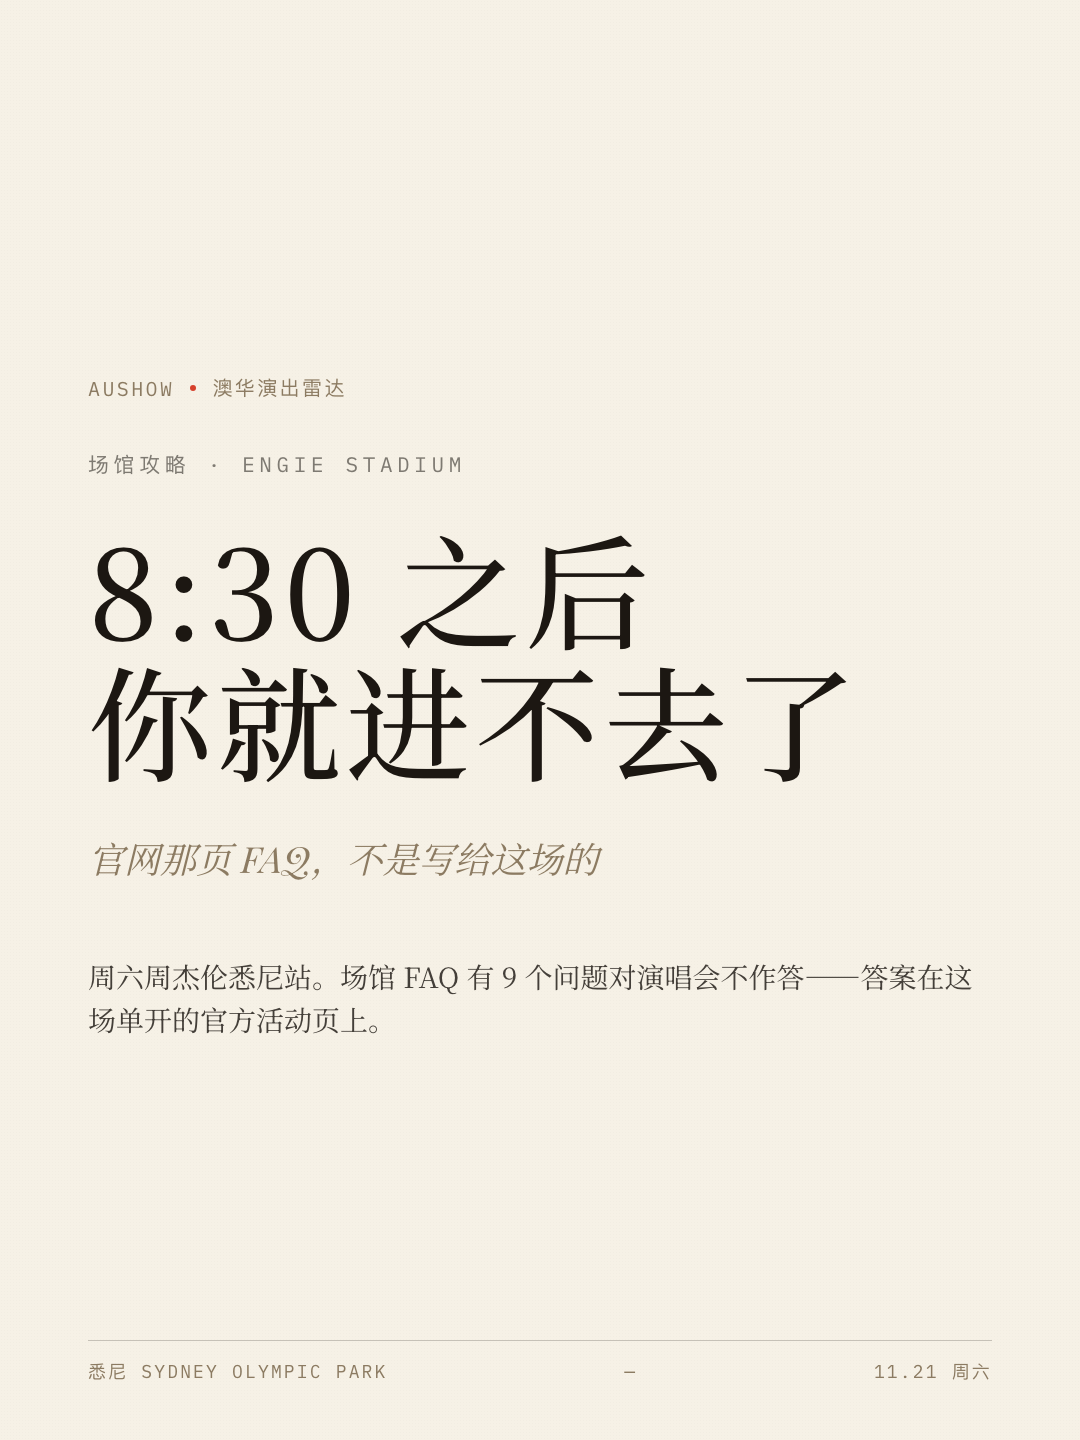 AUSHOW • 澳华演出雷达
场馆攻略 · ENGIE STADIUM
8:30 之后
你就进不去了
官网那页 FAQ，不是写给这场的
周六周杰伦悉尼站。场馆 FAQ 有 9 个问题对演唱会不作答——答案在这
场单开的官方活动页上。
悉尼 SYDNEY OLYMPIC PARK — 11.21 周六